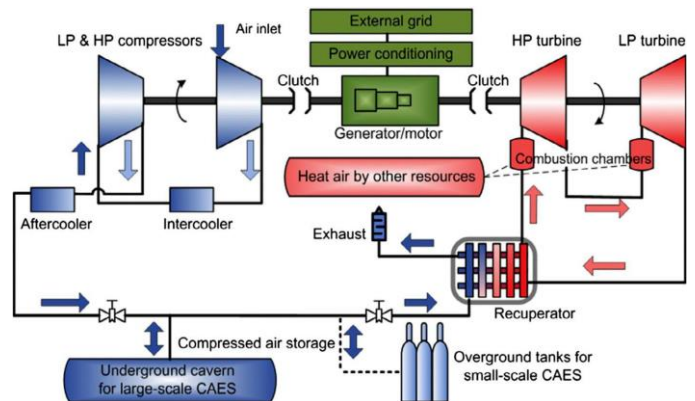 External grid
LP & HP compressors
Air inlet
HP turbine
LP turbine
Power conditioning
Clutch
Clutch
Generator/motor
Combustion chambers
Heat air by other resources
Aftercooler
Intercooler
Exhaust
Recuperator
Compressed air storage
Underground cavern
for large-scale CAES
Overground tanks for
small-scale CAES